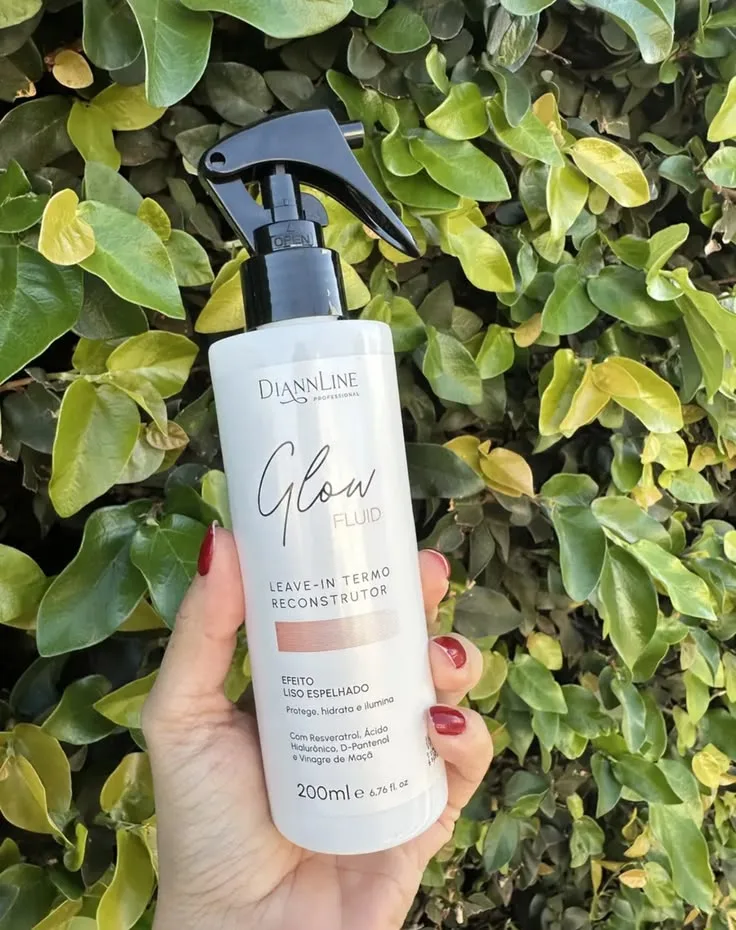 OPEN
DIANNLINE
PROFESSIONAL
Glow
FLUID
LEAVE-IN TERMO
RECONSTRUTOR
EFEITO
LISO ESPELHADO
Protege, hidrata e ilumina
Com Resveratrol, Ácido
Hialurônico, D-Pantenol
e Vinagre de Maçã
200ml e 6,76 fl. oz